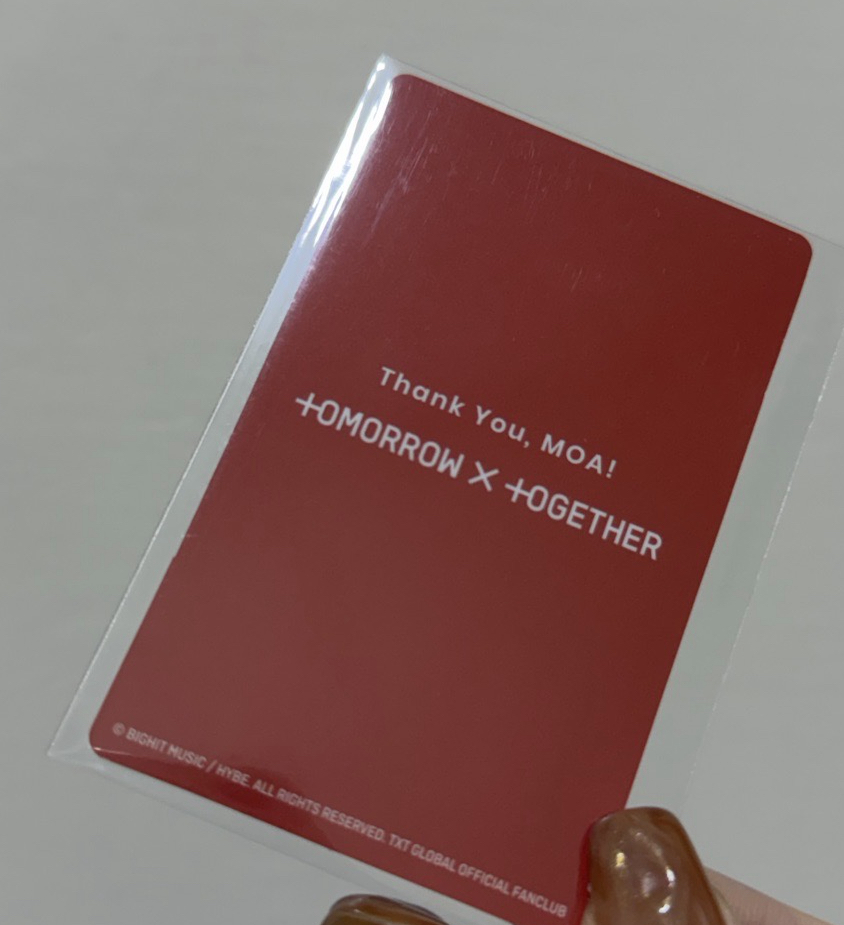 Thank You, MOA!
TOMORROW X TOGETHER
© BIGHIT MUSIC / HYBE. ALL RIGHTS RESERVED. TXT GLOBAL OFFICIAL FANCLUB